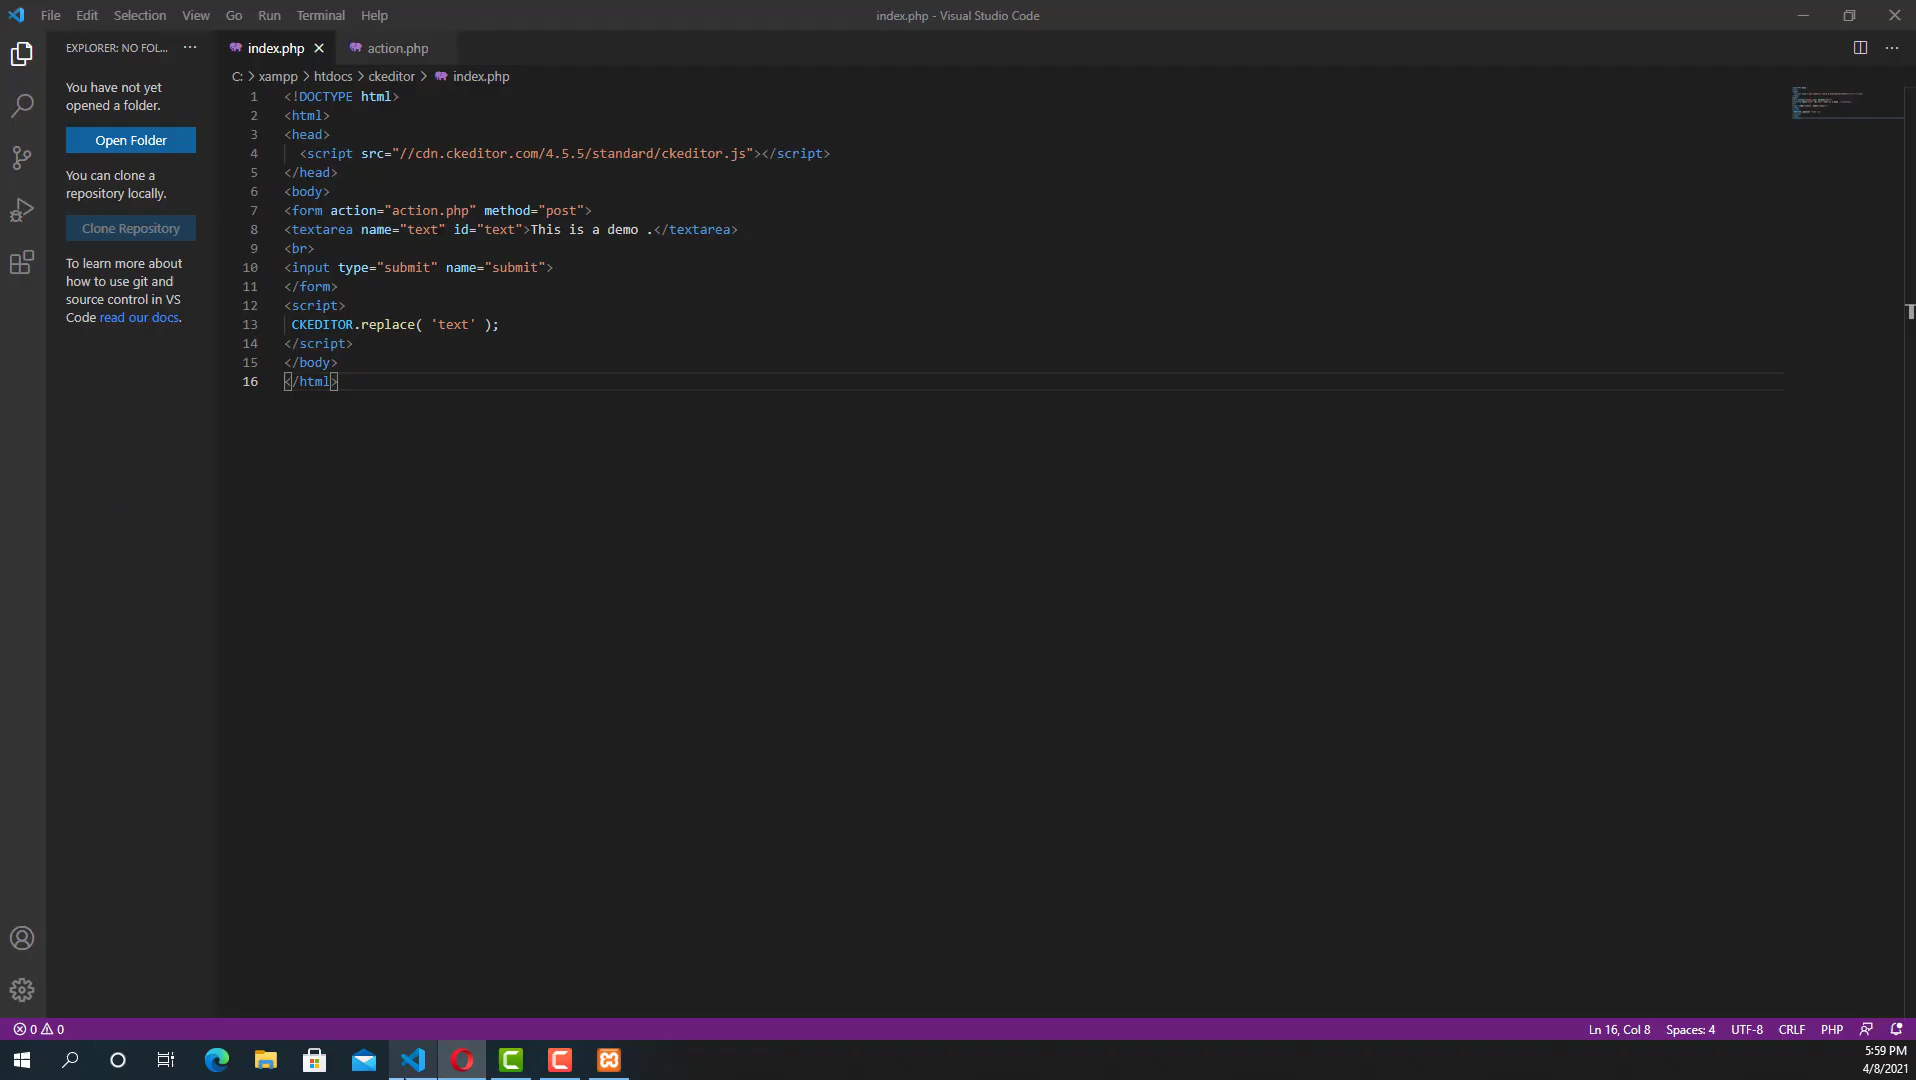 File Edit Selection View Go Run Terminal Help
index.php - Visual Studio Code
EXPLORER: NO FOL...
index.php
action.php
C: > xampp > htdocs > ckeditor > index.php
You have not yet
opened a folder.
Open Folder
You can clone a
repository locally.
Clone Repository
To learn more about
how to use git and
source control in VS
Code read our docs.
1 <!DOCTYPE html>
2 <html>
3 <head>
4 <script src="//cdn.ckeditor.com/4.5.5/standard/ckeditor.js"></script>
5 </head>
6 <body>
7 <form action="action.php" method="post">
8 <textarea name="text" id="text">This is a demo .</textarea>
9 <br>
10 <input type="submit" name="submit">
11 </form>
12 <script>
13 CKEDITOR.replace( 'text' );
14 </script>
15 </body>
16 </html>
0 0
Ln 16, Col 8 Spaces: 4 UTF-8 CRLF PHP
5:59 PM
4/8/2021